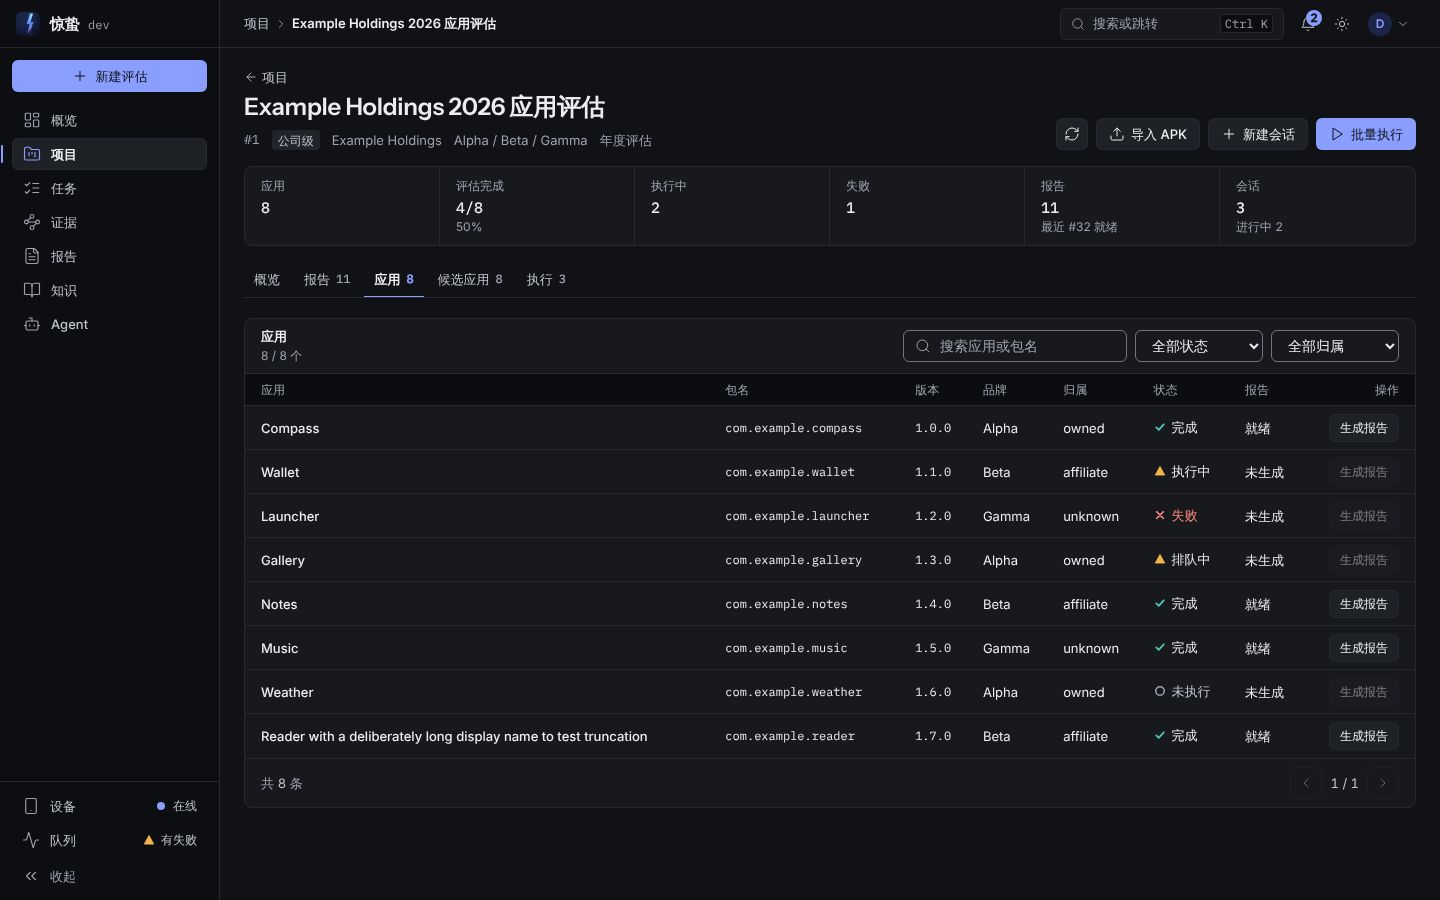 惊蛰 dev
项目 Example Holdings 2026 应用评估
搜索或跳转 Ctrl K
2
D
新建评估
概览
项目
任务
证据
报告
知识
Agent
设备 在线
队列 有失败
收起
项目
Example Holdings 2026 应用评估
#1 公司级 Example Holdings Alpha / Beta / Gamma 年度评估
导入 APK 新建会话 批量执行
应用 评估完成 执行中 失败 报告 会话
8 4/8 2 1 11 3
50% 最近 #32 就绪 进行中 2
概览 报告 11 应用 8 候选应用 8 执行 3
应用
8 / 8 个
搜索应用或包名 全部状态 全部归属
应用 包名 版本 品牌 归属 状态 报告 操作
Compass com.example.compass 1.0.0 Alpha owned 完成 就绪 生成报告
Wallet com.example.wallet 1.1.0 Beta affiliate 执行中 未生成 生成报告
Launcher com.example.launcher 1.2.0 Gamma unknown 失败 未生成 生成报告
Gallery com.example.gallery 1.3.0 Alpha owned 排队中 未生成 生成报告
Notes com.example.notes 1.4.0 Beta affiliate 完成 就绪 生成报告
Music com.example.music 1.5.0 Gamma unknown 完成 就绪 生成报告
Weather com.example.weather 1.6.0 Alpha owned 未执行 未生成 生成报告
Reader with a deliberately long display name to test truncation com.example.reader 1.7.0 Beta affiliate 完成 就绪 生成报告
共 8 条
1 / 1